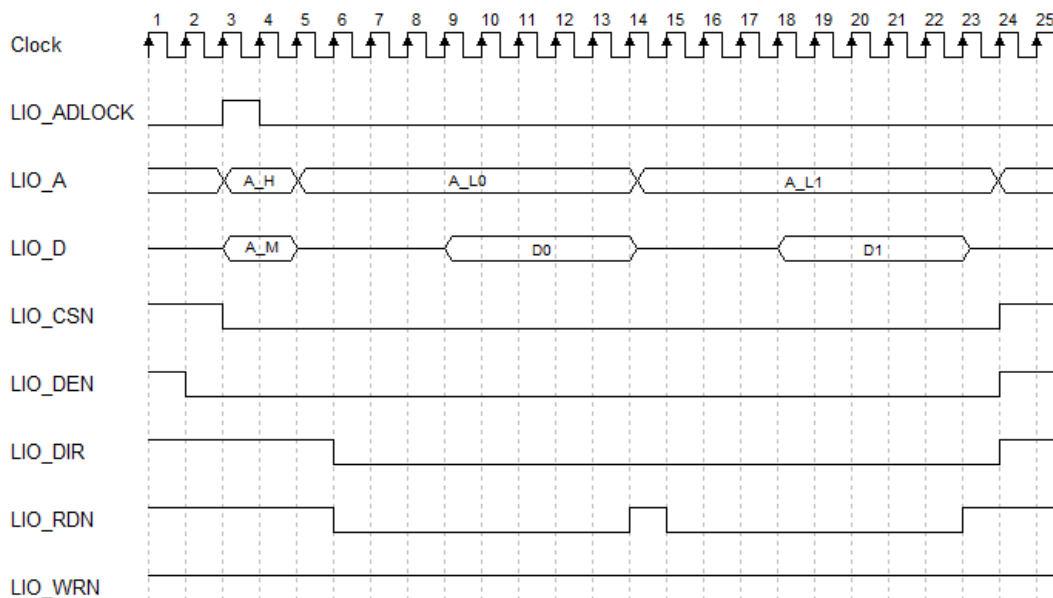 1 2 3 4 5 6 7 8 9 10 11 12 13 14 15 16 17 18 19 20 21 22 23 24 25
Clock
LIO_ADLOCK
LIO_A A_H A_L0 A_L1
LIO_D A_M D0 D1
LIO_CSN
LIO_DEN
LIO_DIR
LIO_RDN
LIO_WRN